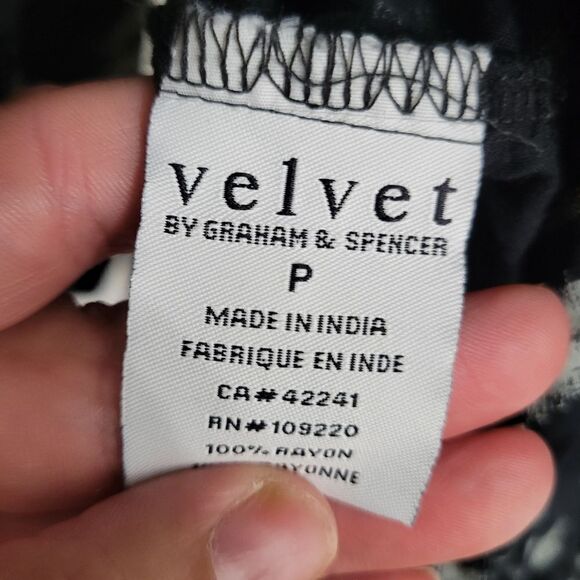 velvet
BY GRAHAM & SPENCER
P
MADE IN INDIA
FABRIQUE EN INDE
CA# 42241
RN# 109220
100% RAYON